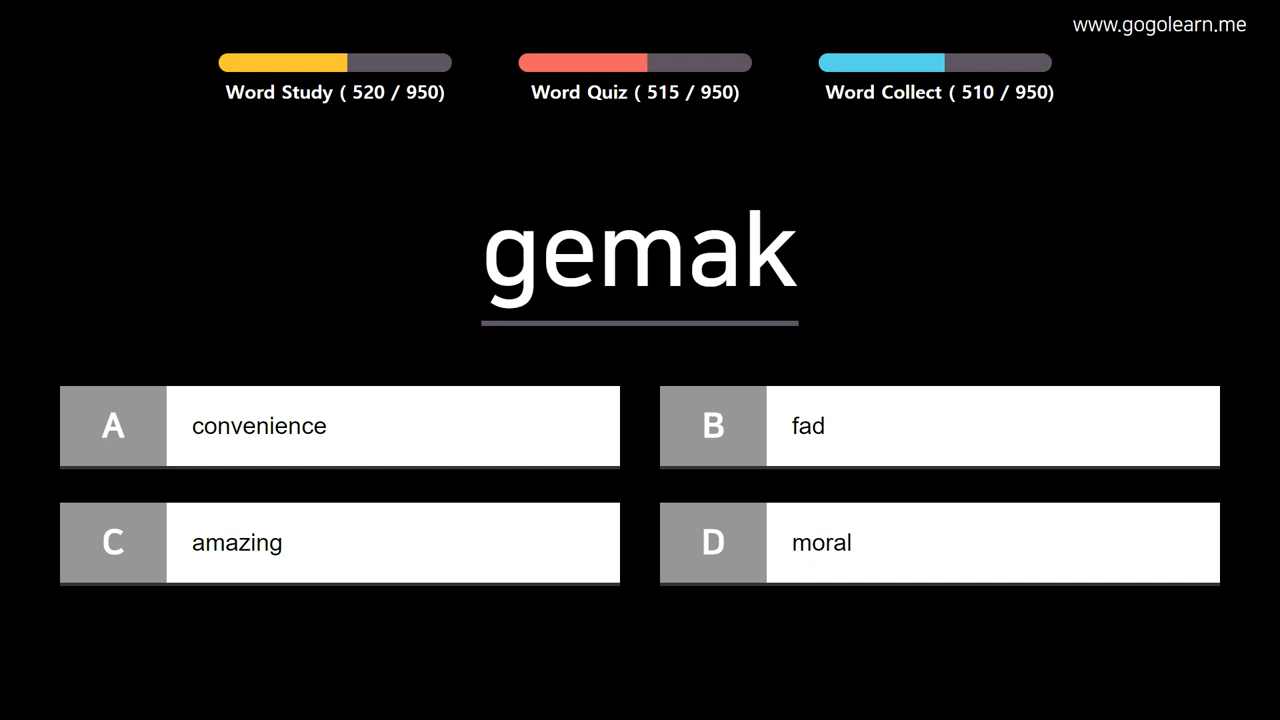 www.gogolearn.me
Word Study ( 520 / 950)
Word Quiz ( 515 / 950)
Word Collect ( 510 / 950)
gemak
A convenience
B fad
C amazing
D moral